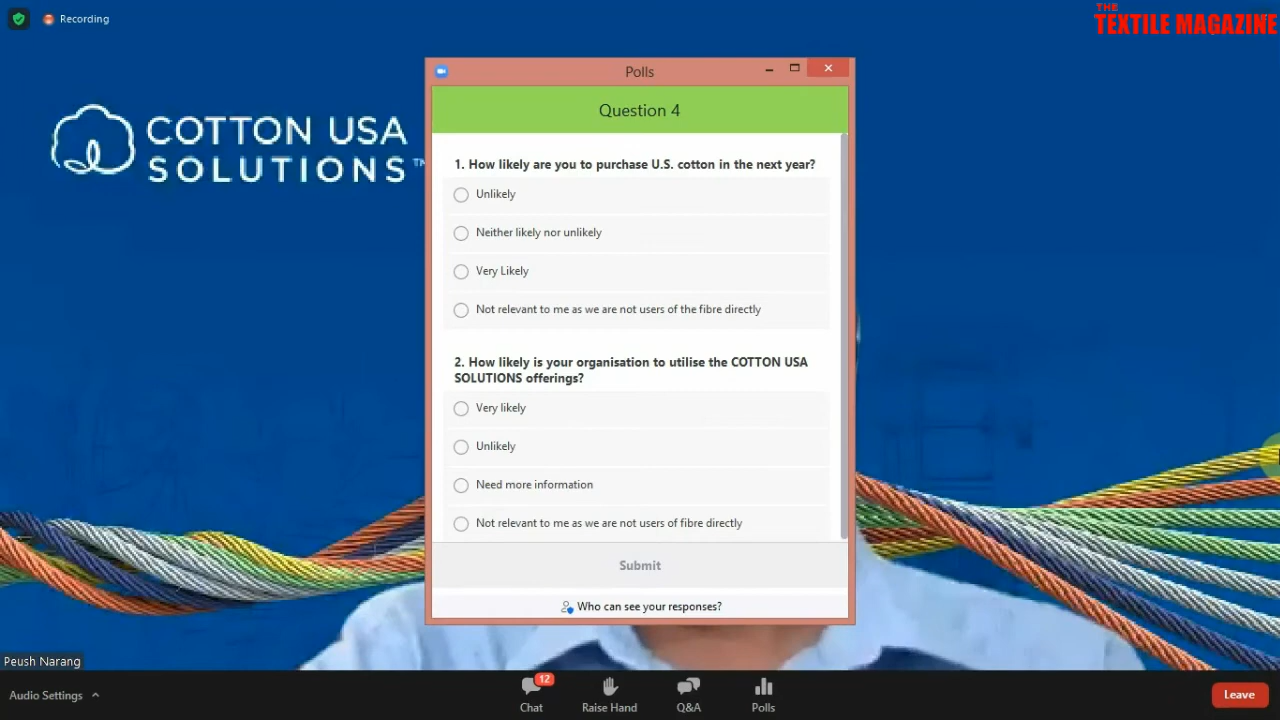 Recording
THE
TEXTILE MAGAZINE
COTTON USA
SOLUTIONS™
Polls
Question 4
1. How likely are you to purchase U.S. cotton in the next year?
Unlikely
Neither likely nor unlikely
Very Likely
Not relevant to me as we are not users of the fibre directly
2. How likely is your organisation to utilise the COTTON USA
SOLUTIONS offerings?
Very likely
Unlikely
Need more information
Not relevant to me as we are not users of fibre directly
Submit
Who can see your responses?
Peush Narang
Audio Settings
12
Chat
Raise Hand
Q&A
Polls
Leave